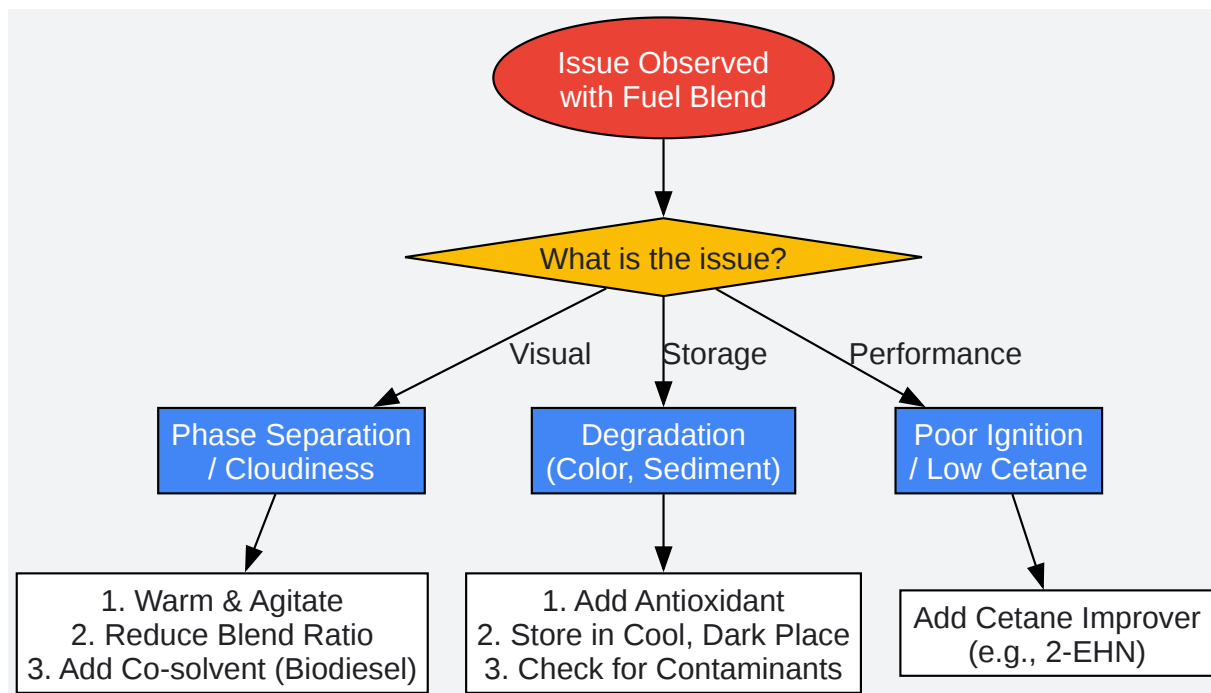 Issue Observed
with Fuel Blend
What is the issue?
Visual
Storage
Performance
Phase Separation
/ Cloudiness
Degradation
(Color, Sediment)
Poor Ignition
/ Low Cetane
1. Warm & Agitate
2. Reduce Blend Ratio
3. Add Co-solvent (Biodiesel)
1. Add Antioxidant
2. Store in Cool, Dark Place
3. Check for Contaminants
Add Cetane Improver
(e.g., 2-EHN)